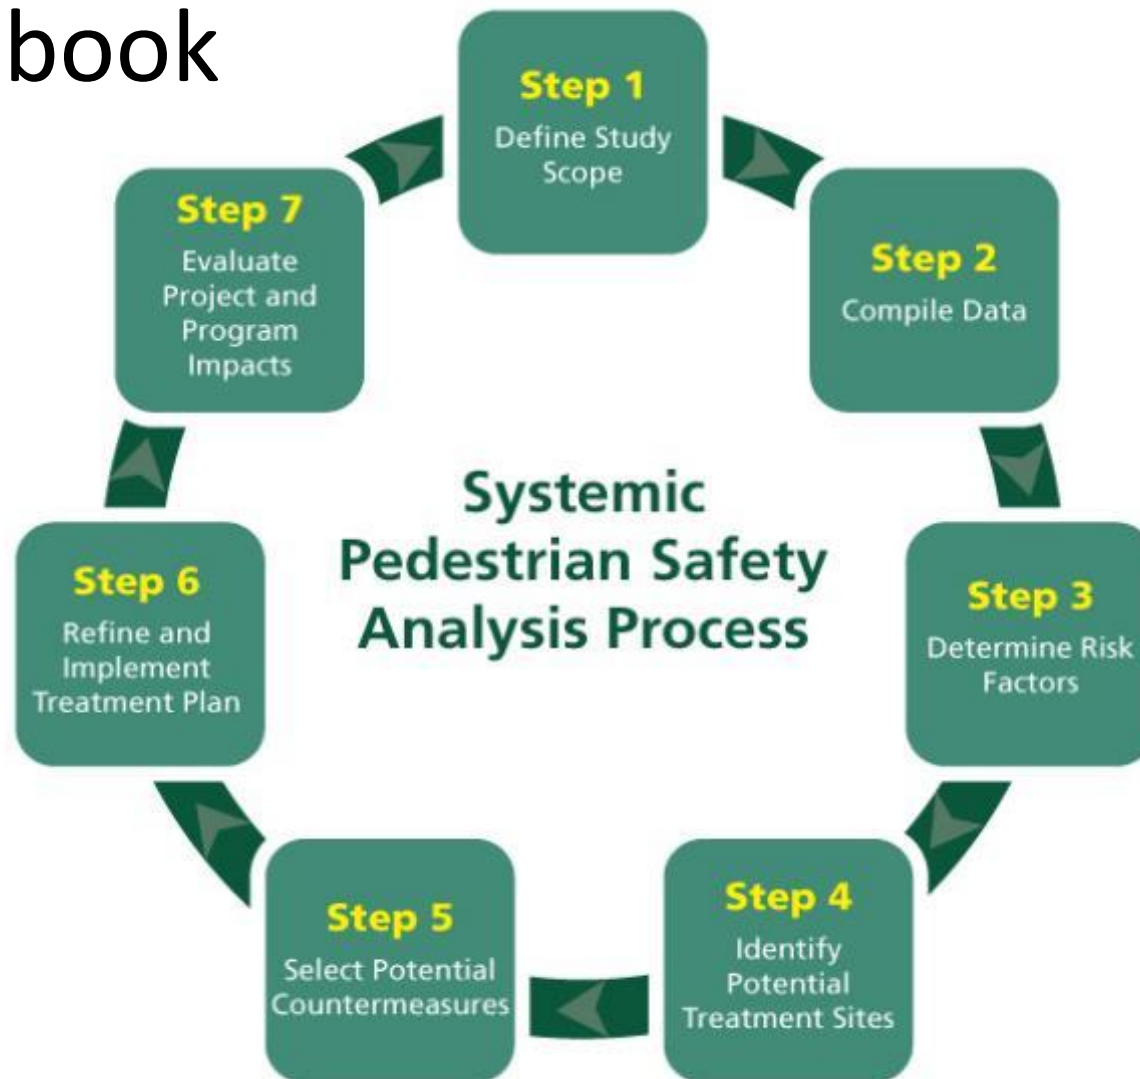 book
Step 1
Define Study
Scope
Step 2
Compile Data
Step 3
Determine Risk
Factors
Step 4
Identify
Potential
Treatment Sites
Step 5
Select Potential
Countermeasures
Step 6
Refine and
Implement
Treatment Plan
Step 7
Evaluate
Project and
Program
Impacts
Systemic
Pedestrian Safety
Analysis Process